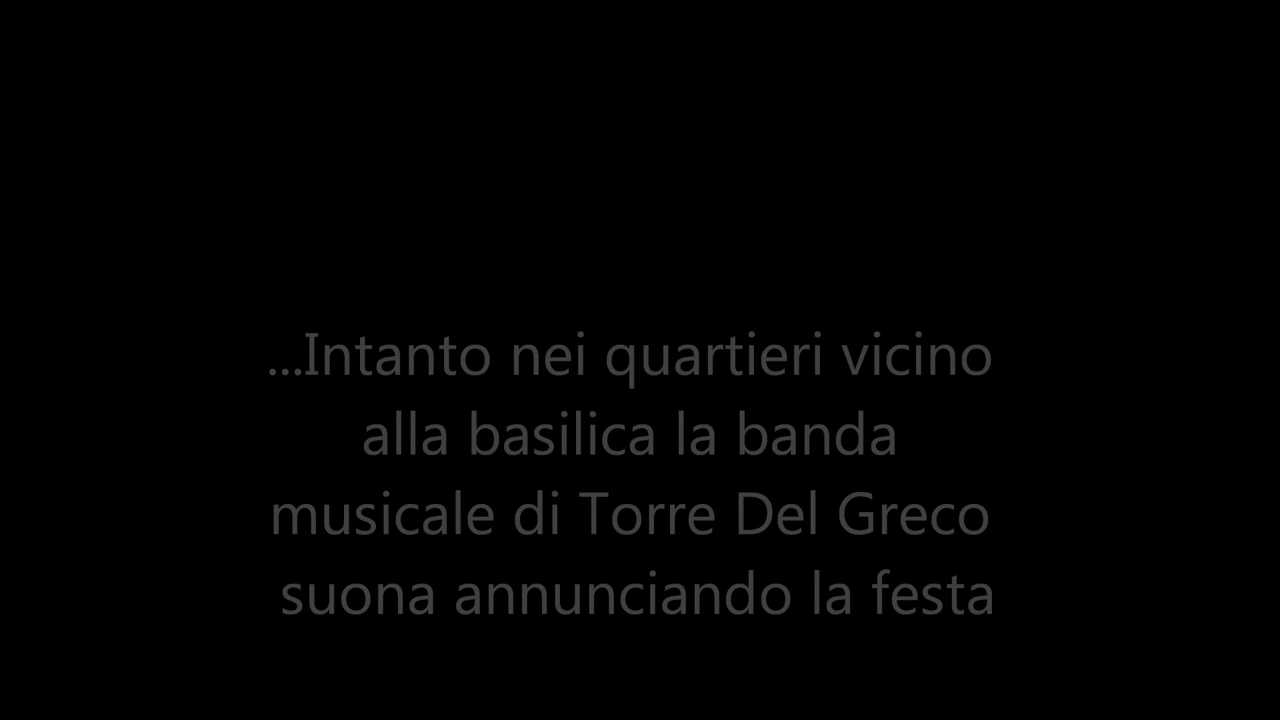 ...Intanto nei quartieri vicino
alla basilica la banda
musicale di Torre Del Greco
suona annunciando la festa